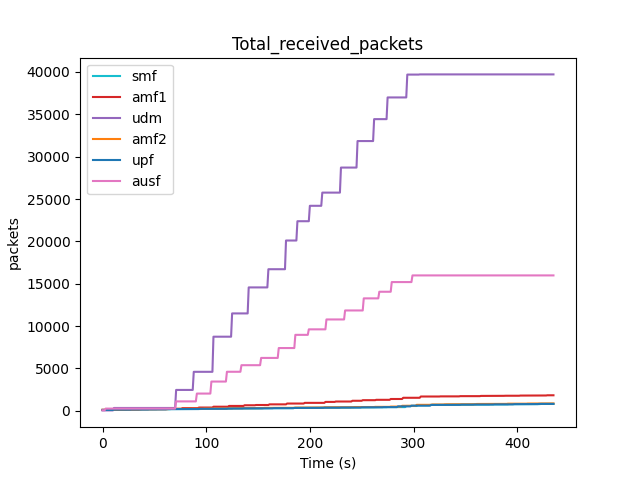 Total_received_packets
smf
amf1
udm
amf2
upf
ausf
packets
40000
35000
30000
25000
20000
15000
10000
5000
0
0 100 200 300 400
Time (s)